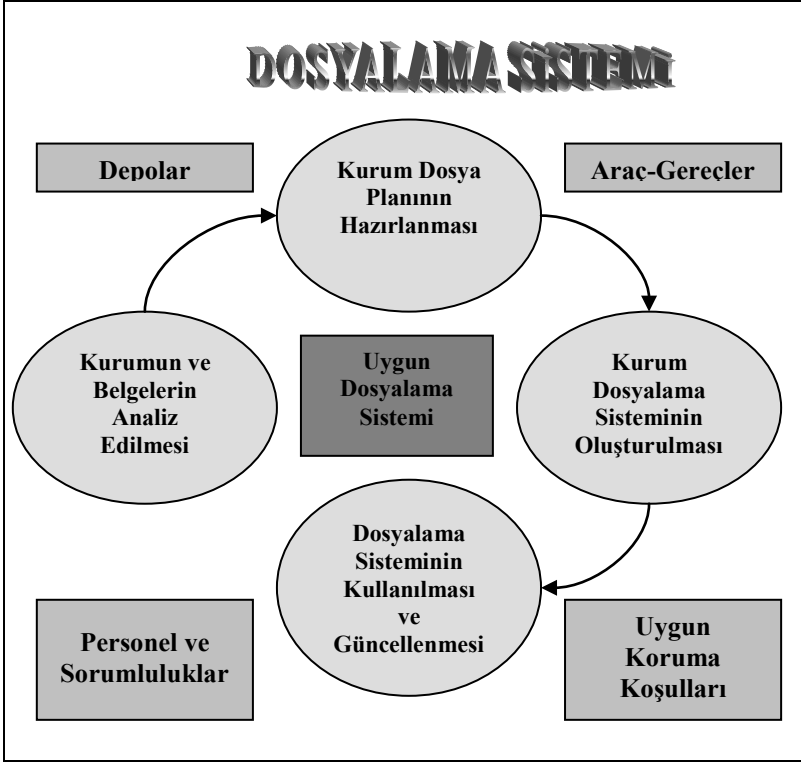 DOSYALAMA SİSTEMİ
Depolar
Kurum Dosya
Planının
Hazırlanması
Araç-Gereçler
Kurumun ve
Belgelerin
Analiz
Edilmesi
Uygun
Dosyalama
Sistemi
Kurum
Dosyalama
Sisteminin
Oluşturulması
Dosyalama
Sisteminin
Kullanılması
ve
Güncellenmesi
Personel ve
Sorumluluklar
Uygun
Koruma
Koşulları